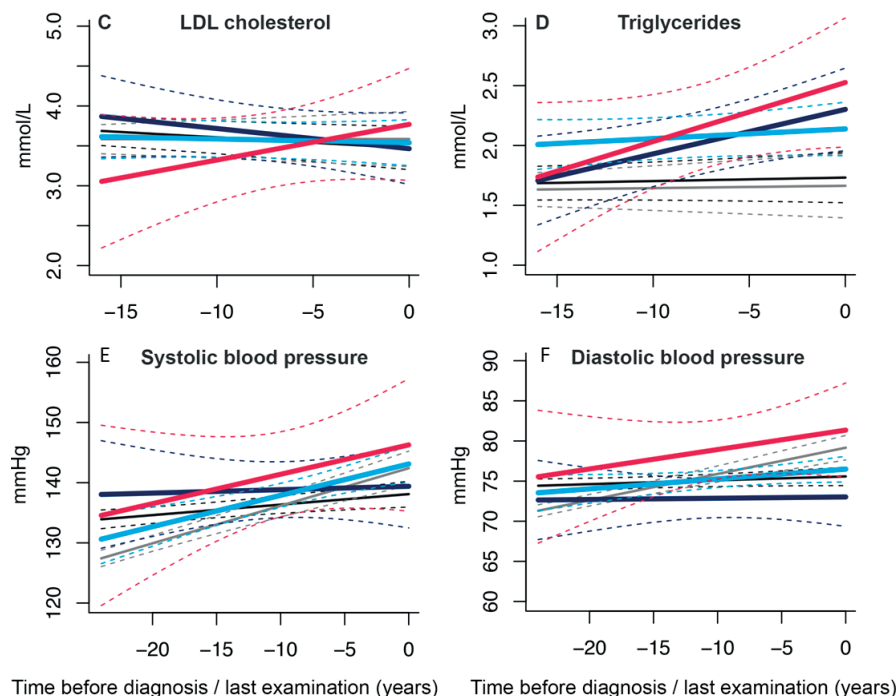 C LDL cholesterol
D Triglycerides
mmol/L
5.0
4.0
3.0
2.0
−15 −10 −5 0
3.0
2.5
2.0
1.5
1.0
−15 −10 −5 0
E Systolic blood pressure
F Diastolic blood pressure
mmHg
160
150
140
130
120
−20 −15 −10 −5 0
mmHg
90
85
80
75
70
65
60
−20 −15 −10 −5 0
Time before diagnosis / last examination (years)
Time before diagnosis / last examination (years)